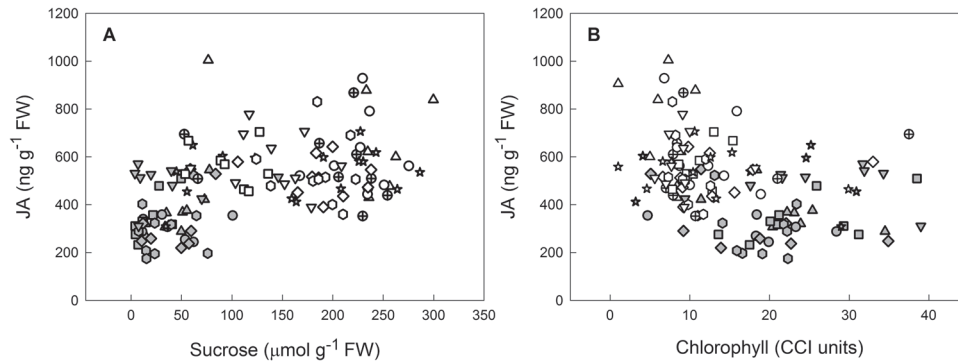 A
JA (ng g⁻¹ FW)
1200
1000
800
600
400
200
0
0 50 100 150 200 250 300 350
Sucrose (μmol g⁻¹ FW)
B
JA (ng g⁻¹ FW)
1200
1000
800
600
400
200
0
0 10 20 30 40
Chlorophyll (CCI units)